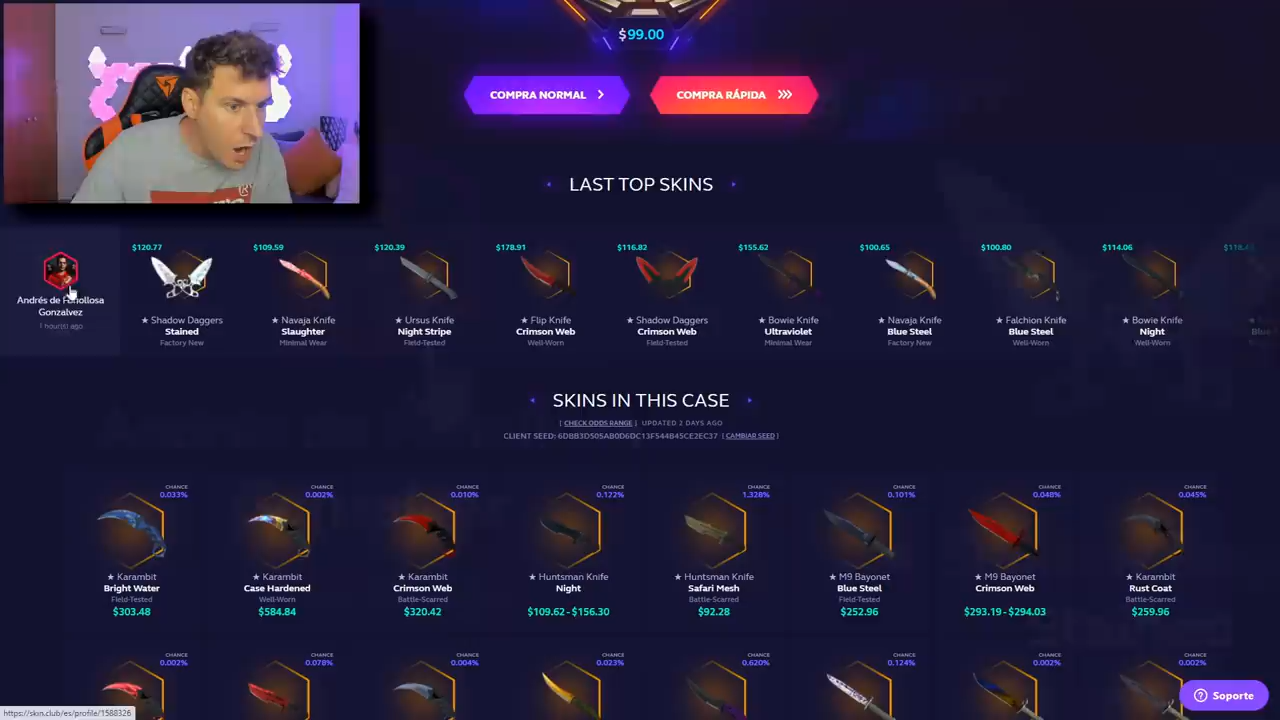 $99.00
COMPRA NORMAL
COMPRA RÁPIDA
LAST TOP SKINS
Andrés de Fonollosa
Gonzalvez
1 hour(s) ago
$120.77
★ Shadow Daggers
Stained
Factory New
$109.59
★ Navaja Knife
Slaughter
Minimal Wear
$120.39
★ Ursus Knife
Night Stripe
Field-Tested
$178.91
★ Flip Knife
Crimson Web
Well-Worn
$116.82
★ Shadow Daggers
Crimson Web
Field-Tested
$155.62
★ Bowie Knife
Ultraviolet
Minimal Wear
$100.65
★ Navaja Knife
Blue Steel
Factory New
$100.80
★ Falchion Knife
Blue Steel
Well-Worn
$114.06
★ Bowie Knife
Night
Well-Worn
Blue
SKINS IN THIS CASE
[ CHECK ODDS RANGE ] UPDATED 2 DAYS AGO
CLIENT SEED: 6DBB3D505AB0D6DC13F544B45CE2EC37 [ CAMBIAR SEED ]
CHANCE
0.033%
★ Karambit
Bright Water
Field-Tested
$303.48
CHANCE
0.002%
★ Karambit
Case Hardened
Well-Worn
$584.84
CHANCE
0.010%
★ Karambit
Crimson Web
Battle-Scarred
$320.42
CHANCE
0.122%
★ Huntsman Knife
Night
$109.62 - $156.30
CHANCE
1.328%
★ Huntsman Knife
Safari Mesh
Battle-Scarred
$92.28
CHANCE
0.101%
★ M9 Bayonet
Blue Steel
Field-Tested
$252.96
CHANCE
0.048%
★ M9 Bayonet
Crimson Web
$293.19 - $294.03
CHANCE
0.045%
★ Karambit
Rust Coat
Battle-Scarred
$259.96
CHANCE
0.002%
CHANCE
0.078%
CHANCE
0.004%
CHANCE
0.023%
CHANCE
0.620%
CHANCE
0.124%
CHANCE
0.002%
CHANCE
0.002%
Soporte
https://skin.club/es/profile/1588326